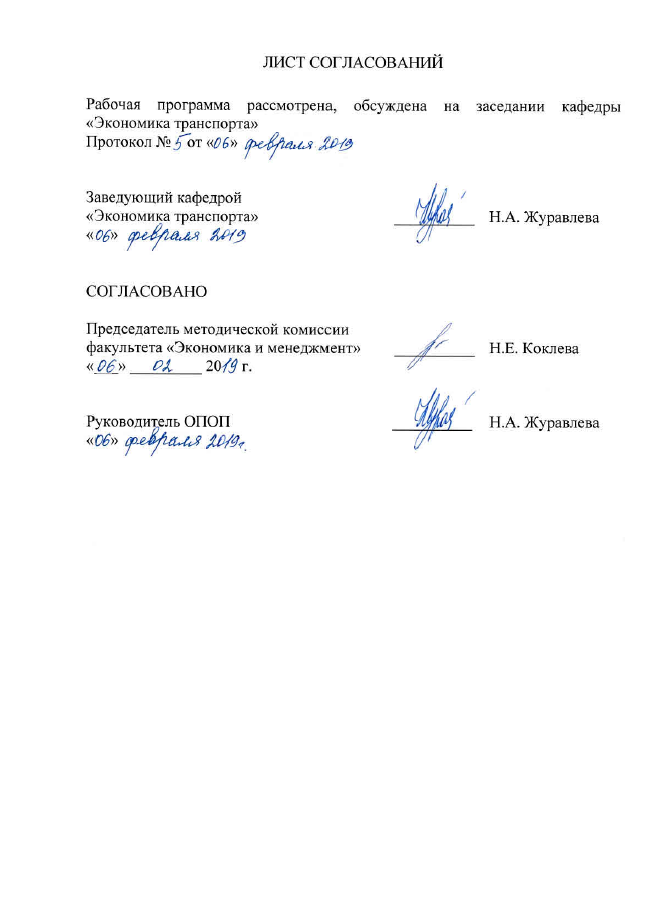 ЛИСТ СОГЛАСОВАНИЙ
Рабочая программа рассмотрена, обсуждена на заседании кафедры
«Экономика транспорта»
Протокол № 5 от «06» февраля 2019
Заведующий кафедрой
«Экономика транспорта» Н.А. Журавлева
«06» февраля 2019
СОГЛАСОВАНО
Председатель методической комиссии
факультета «Экономика и менеджмент» Н.Е. Коклева
«06» 02 2019 г.
Руководитель ОПОП Н.А. Журавлева
«06» февраля 2019г.